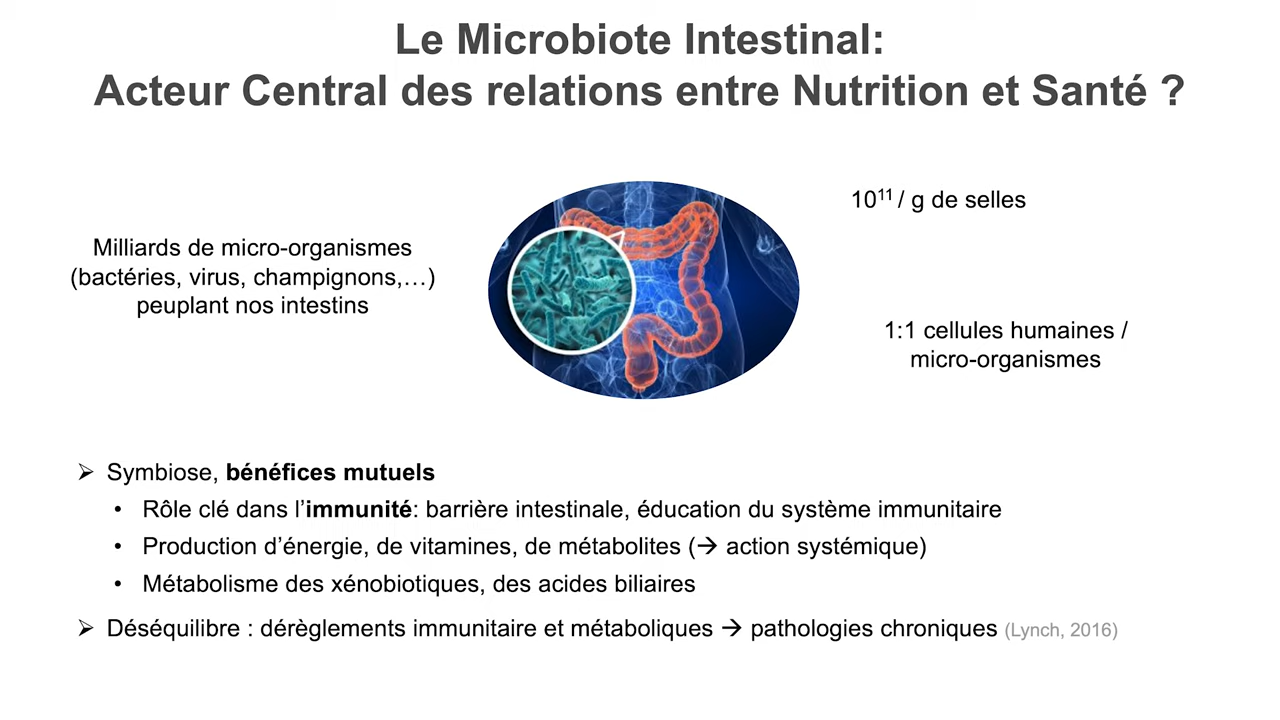 Le Microbiote Intestinal:
Acteur Central des relations entre Nutrition et Santé ?
Milliards de micro-organismes
(bactéries, virus, champignons,…)
peuplant nos intestins
10¹¹ / g de selles
1:1 cellules humaines /
micro-organismes
➢ Symbiose, bénéfices mutuels
• Rôle clé dans l’immunité: barrière intestinale, éducation du système immunitaire
• Production d’énergie, de vitamines, de métabolites (→ action systémique)
• Métabolisme des xénobiotiques, des acides biliaires
➢ Déséquilibre : dérèglements immunitaire et métaboliques → pathologies chroniques (Lynch, 2016)